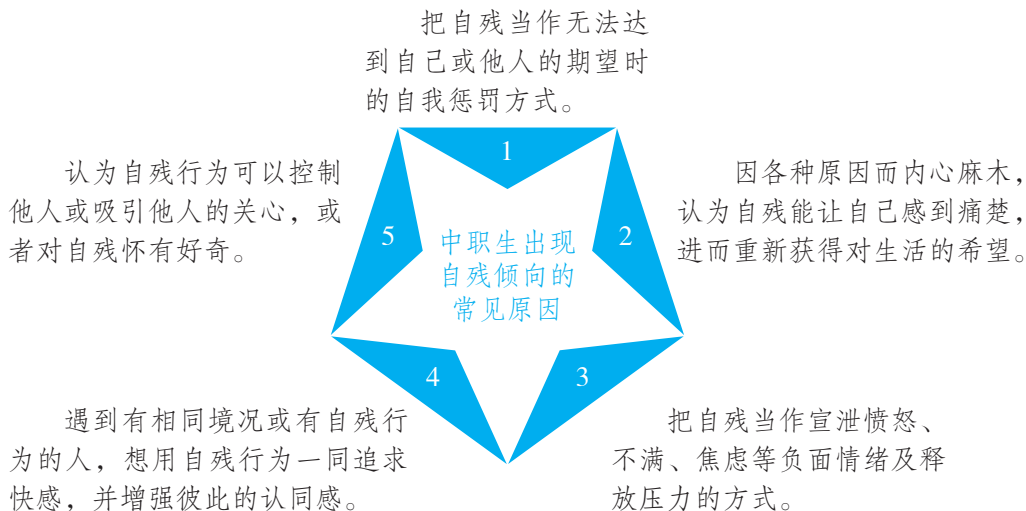 把自残当作无法达
到自己或他人的期望时
的自我惩罚方式。
1
因各种原因而内心麻木，
认为自残能让自己感到痛楚，
进而重新获得对生活的希望。
2
把自残当作宣泄愤怒、
不满、焦虑等负面情绪及释
放压力的方式。
3
遇到有相同境况或有自残行
为的人，想用自残行为一同追求
快感，并增强彼此的认同感。
4
认为自残行为可以控制
他人或吸引他人的关心，或
者对自残怀有好奇。
5
中职生出现
自残倾向的
常见原因